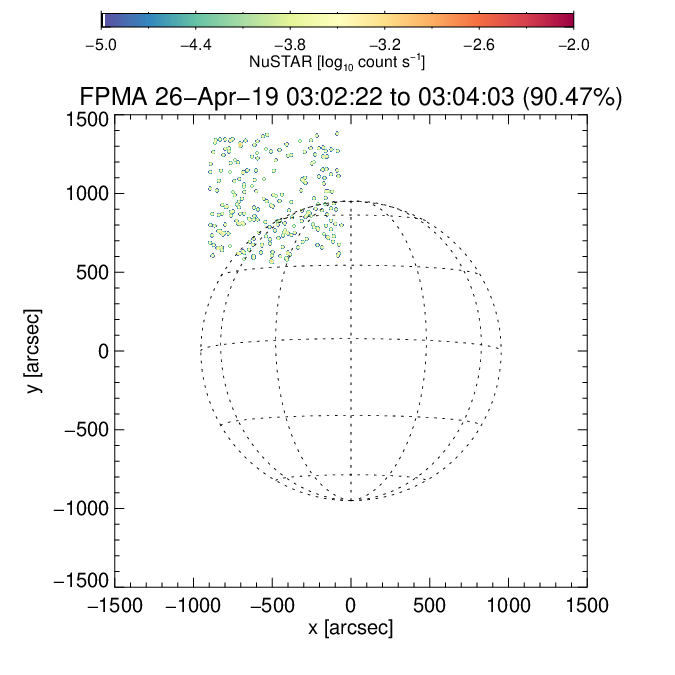 −5.0 −4.4 −3.8 −3.2 −2.6 −2.0
NuSTAR [log₁₀ count s⁻¹]
FPMA 26−Apr−19 03:02:22 to 03:04:03 (90.47%)
1500
1000
500
0
−500
−1000
−1500
y [arcsec]
−1500 −1000 −500 0 500 1000 1500
x [arcsec]